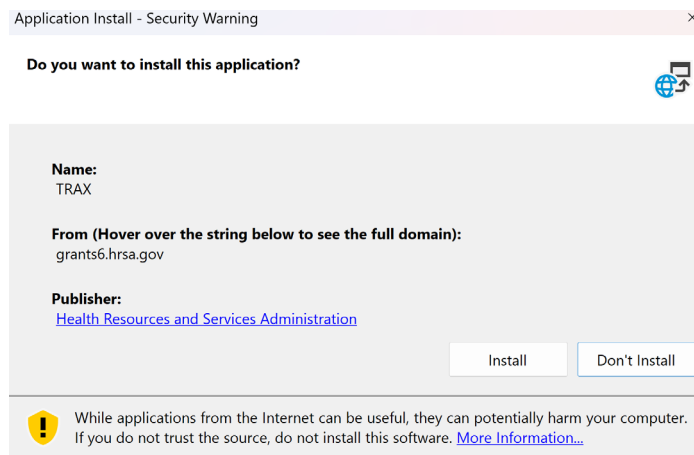 Application Install - Security Warning
Do you want to install this application?
Name:
TRAX
From (Hover over the string below to see the full domain):
grants6.hrsa.gov
Publisher:
Health Resources and Services Administration
Install
Don't Install
While applications from the Internet can be useful, they can potentially harm your computer.
If you do not trust the source, do not install this software. More Information...